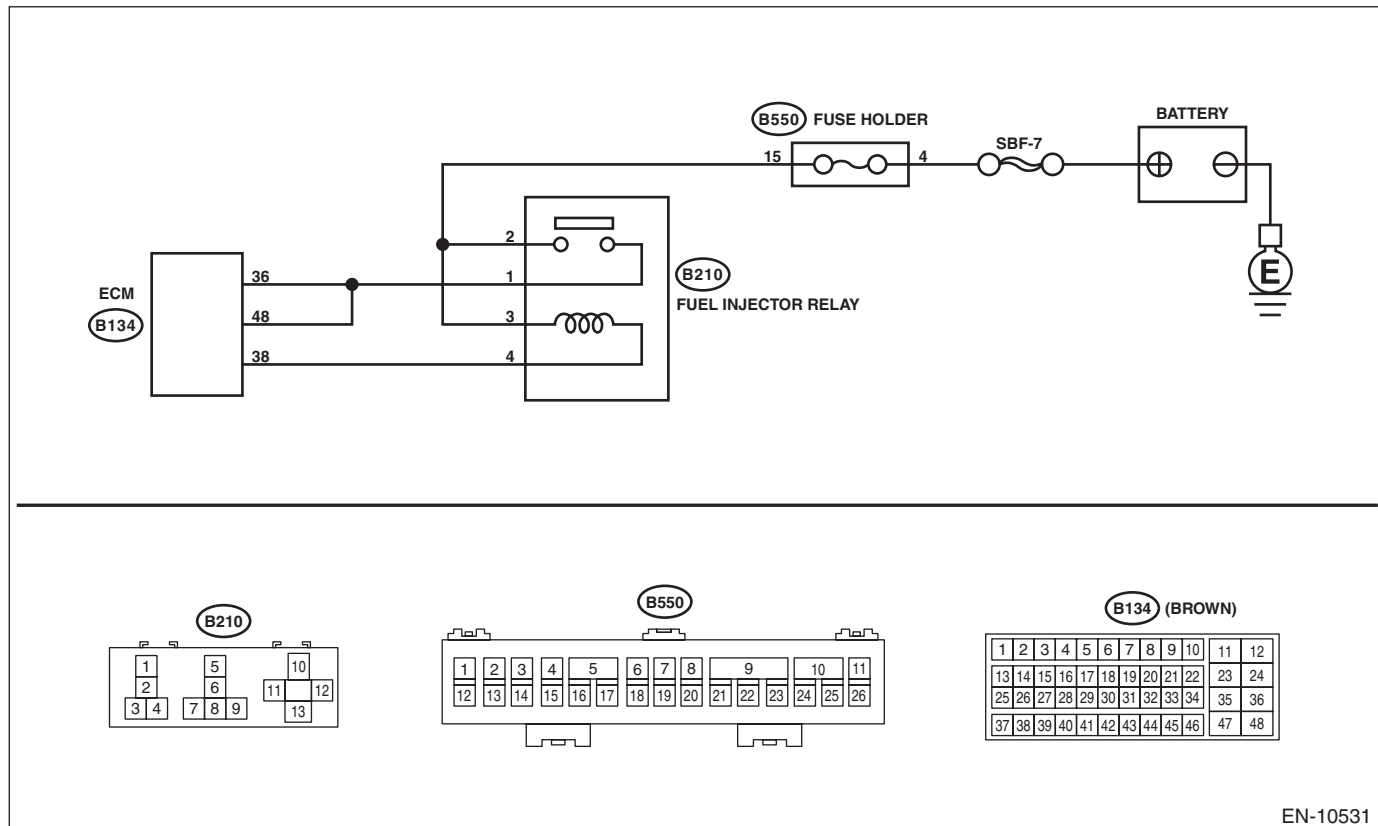 BATTERY
B550 FUSE HOLDER
SBF-7
15 4
2
36 1
B210
FUEL INJECTOR RELAY
ECM
B134
48 3
38 4
E
B210
1 5 10
2 6 11 12
3 4 7 8 9 13
B550
1 2 3 4 5 6 7 8 9 10 11
12 13 14 15 16 17 18 19 20 21 22 23 24 25 26
B134 (BROWN)
1 2 3 4 5 6 7 8 9 10 11 12
13 14 15 16 17 18 19 20 21 22 23 24
25 26 27 28 29 30 31 32 33 34 35 36
37 38 39 40 41 42 43 44 45 46 47 48
EN-10531